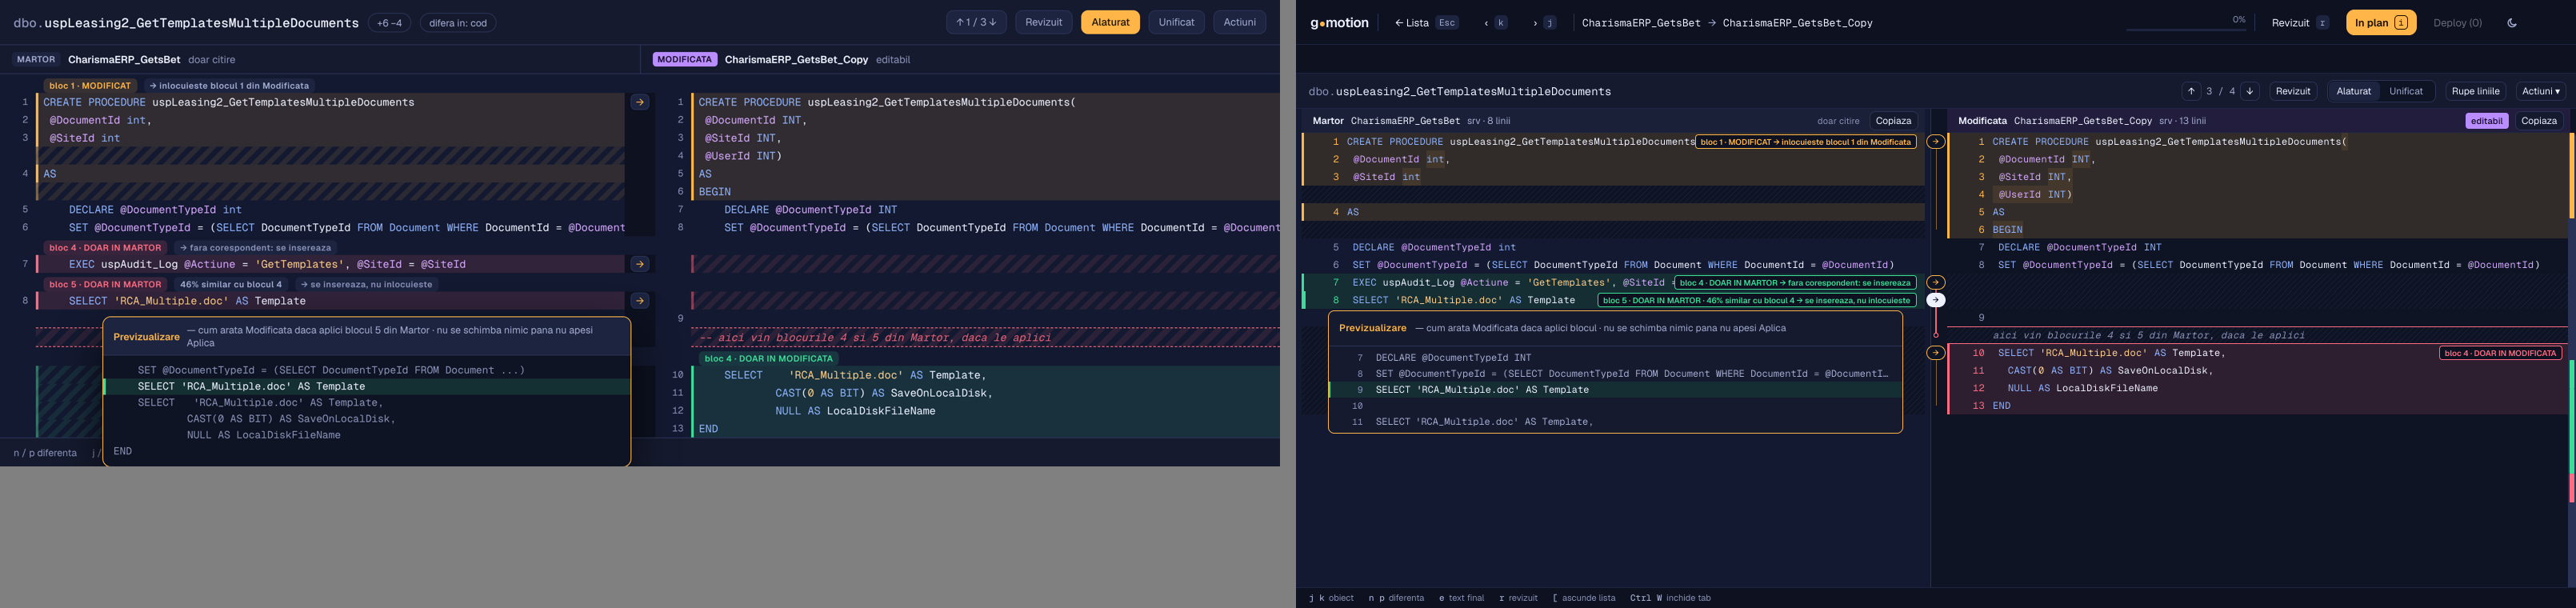 dbo.uspLeasing2_GetTemplatesMultipleDocuments +6 −4 difera in: cod ↑ 1 / 3 ↓ Revizuit Alaturat Unificat Actiuni
MARTOR CharismaERP_GetsBet doar citire
MODIFICATA CharismaERP_GetsBet_Copy editabil
bloc 1 · MODIFICAT → inlocuieste blocul 1 din Modificata
1 CREATE PROCEDURE uspLeasing2_GetTemplatesMultipleDocuments →
2 @DocumentId int,
3 @SiteId int
4 AS
5 DECLARE @DocumentTypeId int
6 SET @DocumentTypeId = (SELECT DocumentTypeId FROM Document WHERE DocumentId = @Document
bloc 4 · DOAR IN MARTOR → fara corespondent: se insereaza
7 EXEC uspAudit_Log @Actiune = 'GetTemplates', @SiteId = @SiteId →
bloc 5 · DOAR IN MARTOR 46% similar cu blocul 4 → se insereaza, nu inlocuieste
8 SELECT 'RCA_Multiple.doc' AS Template →
Previzualizare — cum arata Modificata daca aplici blocul 5 din Martor · nu se schimba nimic pana nu apesi
Aplica
SET @DocumentTypeId = (SELECT DocumentTypeId FROM Document ...)
SELECT 'RCA_Multiple.doc' AS Template
SELECT 'RCA_Multiple.doc' AS Template,
CAST(0 AS BIT) AS SaveOnLocalDisk,
NULL AS LocalDiskFileName
END
n / p diferenta j /
1 CREATE PROCEDURE uspLeasing2_GetTemplatesMultipleDocuments(
2 @DocumentId INT,
3 @SiteId INT,
4 @UserId INT)
5 AS
6 BEGIN
7 DECLARE @DocumentTypeId INT
8 SET @DocumentTypeId = (SELECT DocumentTypeId FROM Document WHERE DocumentId = @Document
9
-- aici vin blocurile 4 si 5 din Martor, daca le aplici
bloc 4 · DOAR IN MODIFICATA
10 SELECT 'RCA_Multiple.doc' AS Template,
11 CAST(0 AS BIT) AS SaveOnLocalDisk,
12 NULL AS LocalDiskFileName
13 END
g•motion ← Lista Esc ‹ k › j CharismaERP_GetsBet → CharismaERP_GetsBet_Copy 0% Revizuit r In plan i Deploy (0)
dbo.uspLeasing2_GetTemplatesMultipleDocuments ↑ 3 / 4 ↓ Revizuit Alaturat Unificat Rupe liniile Actiuni ▾
Martor CharismaERP_GetsBet srv · 8 linii doar citire Copiaza
1 CREATE PROCEDURE uspLeasing2_GetTemplatesMultipleDocuments bloc 1 · MODIFICAT → inlocuieste blocul 1 din Modificata →
2 @DocumentId int,
3 @SiteId int
4 AS
5 DECLARE @DocumentTypeId int
6 SET @DocumentTypeId = (SELECT DocumentTypeId FROM Document WHERE DocumentId = @DocumentId)
7 EXEC uspAudit_Log @Actiune = 'GetTemplates', @SiteId = bloc 4 · DOAR IN MARTOR → fara corespondent: se insereaza →
8 SELECT 'RCA_Multiple.doc' AS Template bloc 5 · DOAR IN MARTOR · 46% similar cu blocul 4 → se insereaza, nu inlocuieste →
Previzualizare — cum arata Modificata daca aplici blocul · nu se schimba nimic pana nu apesi Aplica
7 DECLARE @DocumentTypeId INT
8 SET @DocumentTypeId = (SELECT DocumentTypeId FROM Document WHERE DocumentId = @DocumentI…
9 SELECT 'RCA_Multiple.doc' AS Template
10
11 SELECT 'RCA_Multiple.doc' AS Template,
Modificata CharismaERP_GetsBet_Copy srv · 13 linii editabil Copiaza
1 CREATE PROCEDURE uspLeasing2_GetTemplatesMultipleDocuments(
2 @DocumentId INT,
3 @SiteId INT,
4 @UserId INT)
5 AS
6 BEGIN
7 DECLARE @DocumentTypeId INT
8 SET @DocumentTypeId = (SELECT DocumentTypeId FROM Document WHERE DocumentId = @DocumentId)
9
aici vin blocurile 4 si 5 din Martor, daca le aplici
→ 10 SELECT 'RCA_Multiple.doc' AS Template, bloc 4 · DOAR IN MODIFICATA
11 CAST(0 AS BIT) AS SaveOnLocalDisk,
12 NULL AS LocalDiskFileName
13 END
j k obiect n p diferenta e text final r revizuit [ ascunde lista Ctrl W inchide tab